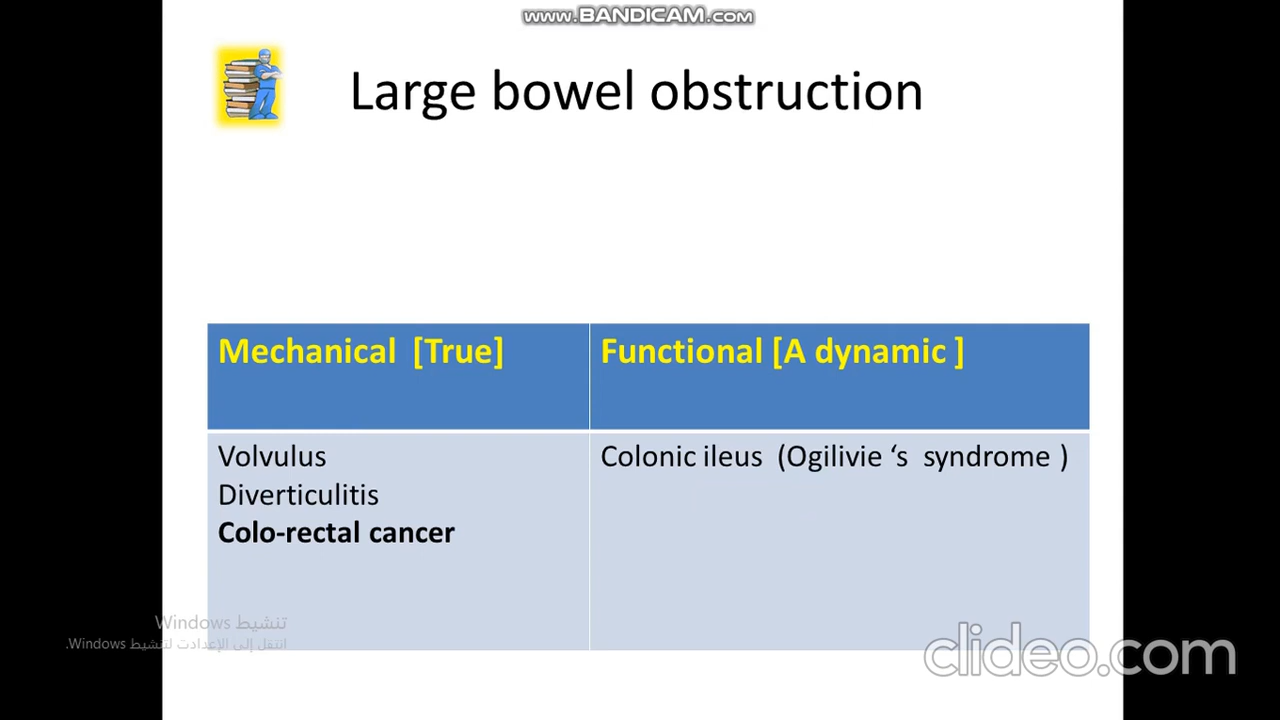 www.BANDICAM.com
Large bowel obstruction
Mechanical [True]
Functional [A dynamic ]
Volvulus
Diverticulitis
Colo-rectal cancer
Colonic ileus (Ogilivie ‘s syndrome )
تنشيط Windows
انتقل إلى الإعدادت لتنشيط Windows.
clideo.com